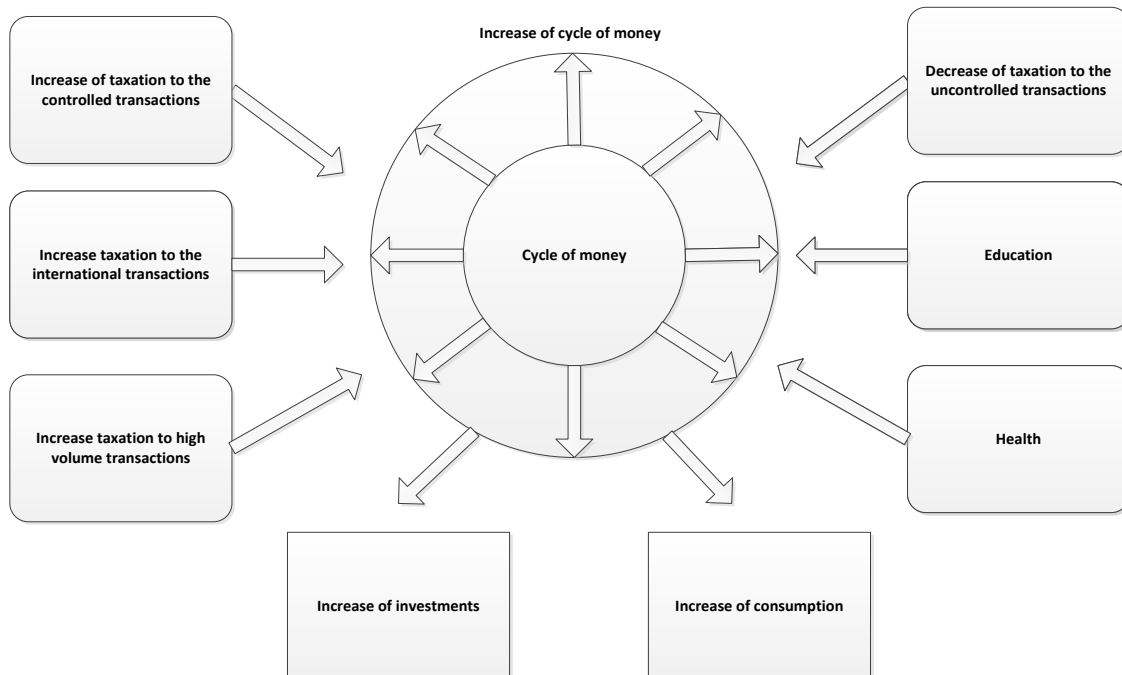 Increase of cycle of money
Increase of taxation to the
controlled transactions
Decrease of taxation to the
uncontrolled transactions
Increase taxation to the
international transactions
Cycle of money
Education
Increase taxation to high
volume transactions
Health
Increase of investments
Increase of consumption